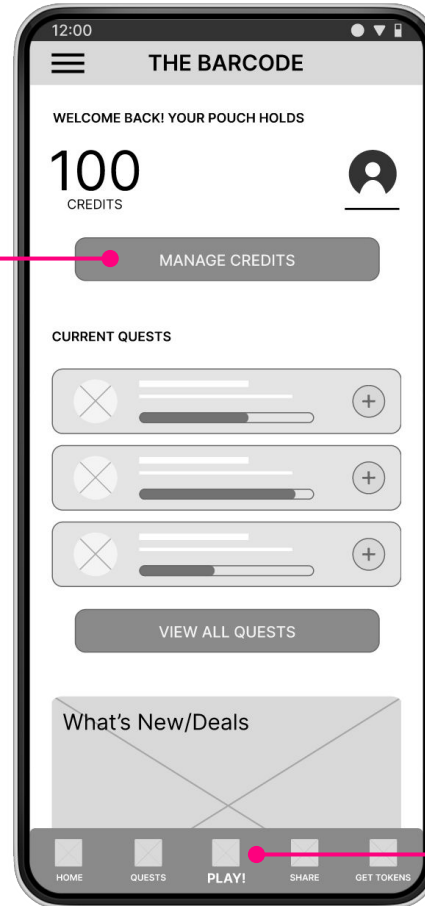 12:00
THE BARCODE
WELCOME BACK! YOUR POUCH HOLDS
100
CREDITS
MANAGE CREDITS
CURRENT QUESTS
VIEW ALL QUESTS
What's New/Deals
HOME QUESTS PLAY! SHARE GET TOKENS